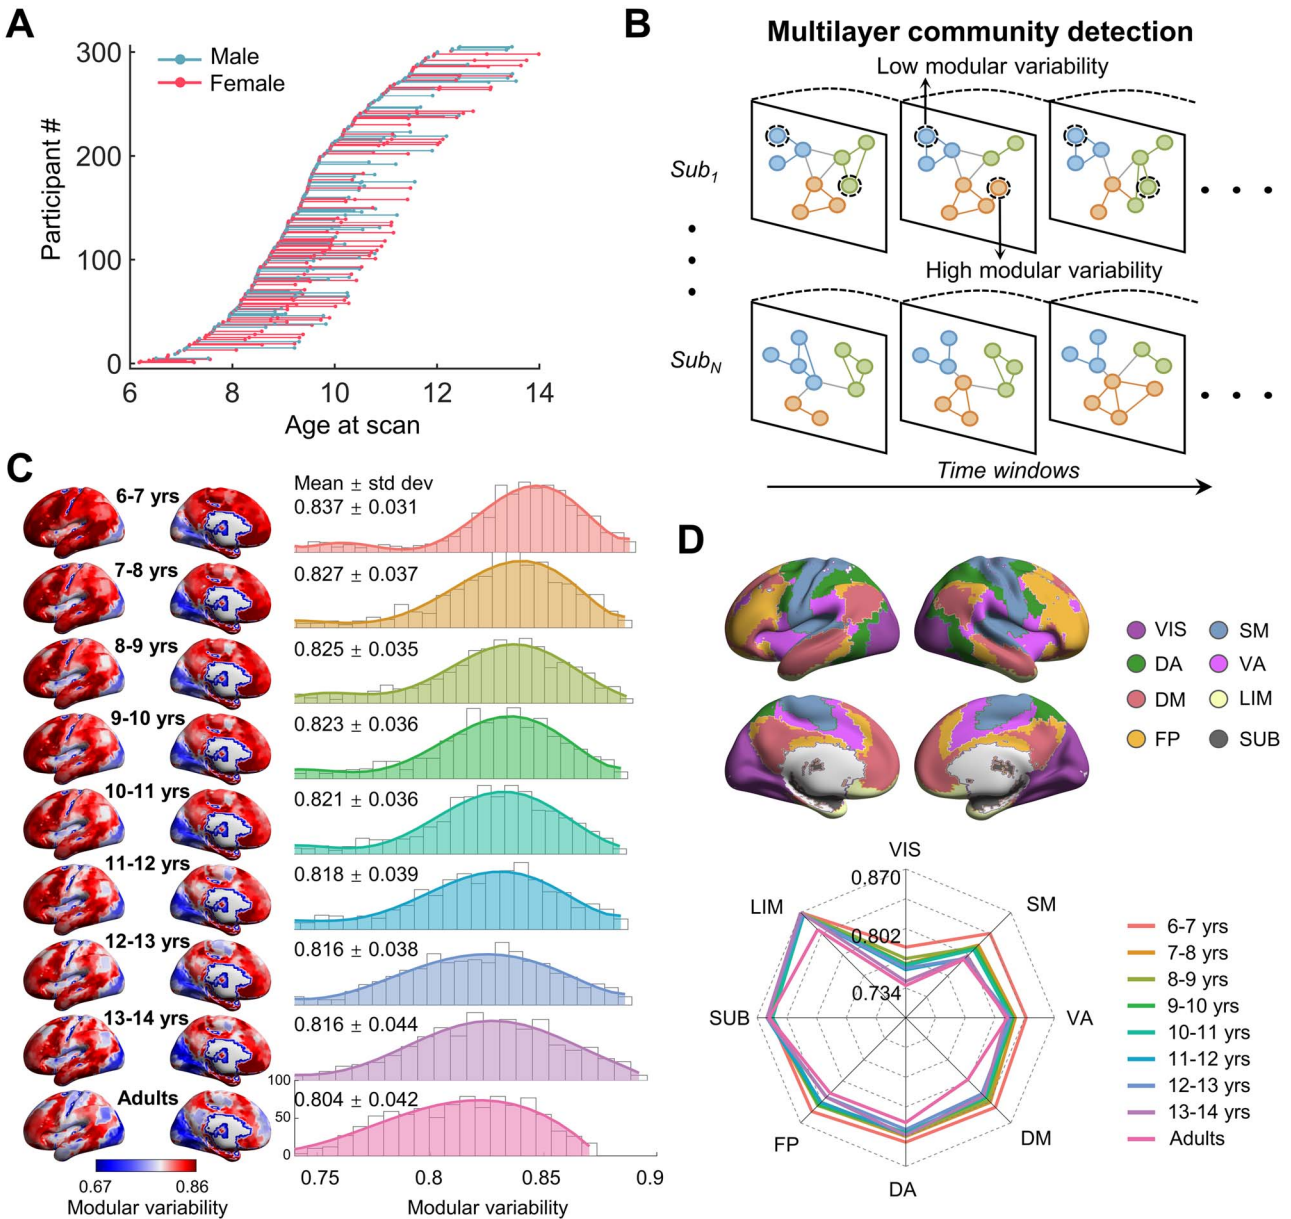 A
300
200
100
0
Participant #
Male
Female
6 8 10 12 14
Age at scan
B
Multilayer community detection
Low modular variability
Sub1
High modular variability
SubN
Time windows
C
6-7 yrs
7-8 yrs
8-9 yrs
9-10 yrs
10-11 yrs
11-12 yrs
12-13 yrs
13-14 yrs
Adults
0.67 0.86
Modular variability
Mean ± std dev
0.837 ± 0.031
0.827 ± 0.037
0.825 ± 0.035
0.823 ± 0.036
0.821 ± 0.036
0.818 ± 0.039
0.816 ± 0.038
0.816 ± 0.044
0.804 ± 0.042
100
50
0
0.75 0.8 0.85 0.9
Modular variability
D
VIS SM
DA VA
DM LIM
FP SUB
VIS
SM
VA
DM
DA
FP
SUB
LIM
0.870
0.802
0.734
6-7 yrs
7-8 yrs
8-9 yrs
9-10 yrs
10-11 yrs
11-12 yrs
12-13 yrs
13-14 yrs
Adults